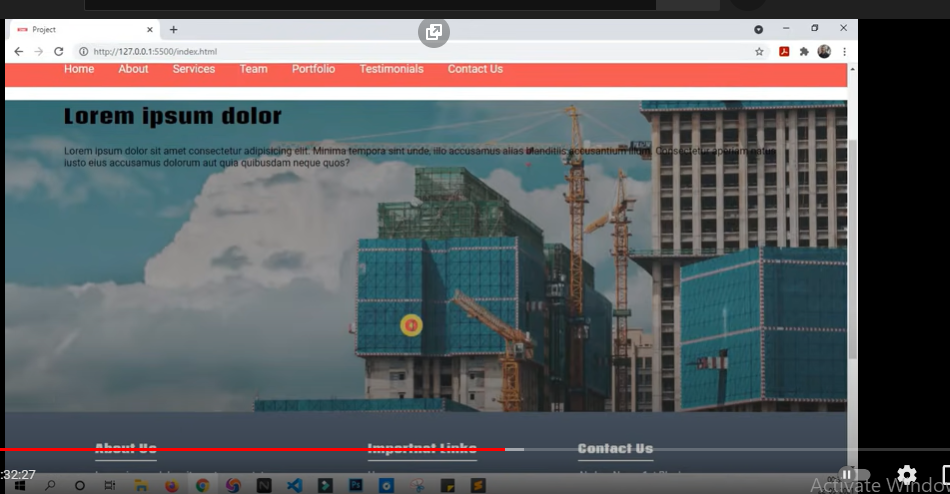 Project
http://127.0.0.1:5500/index.html
Home About Services Team Portfolio Testimonials Contact Us
Lorem ipsum dolor
Lorem ipsum dolor sit amet consectetur adipisicing elit. Minima tempora sint unde, illo accusamus alias blanditiis accusantium illum. Consectetur aperiam eatus
iusto eius accusamus dolorum aut quia quibusdam neque quos?
About Us Importnat Links Contact Us
:32:27
Activate Windo